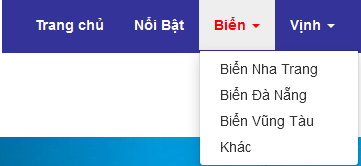 Trang chủ Nổi Bật Biển Vịnh
Biển Nha Trang
Biển Đà Nẵng
Biển Vũng Tàu
Khác